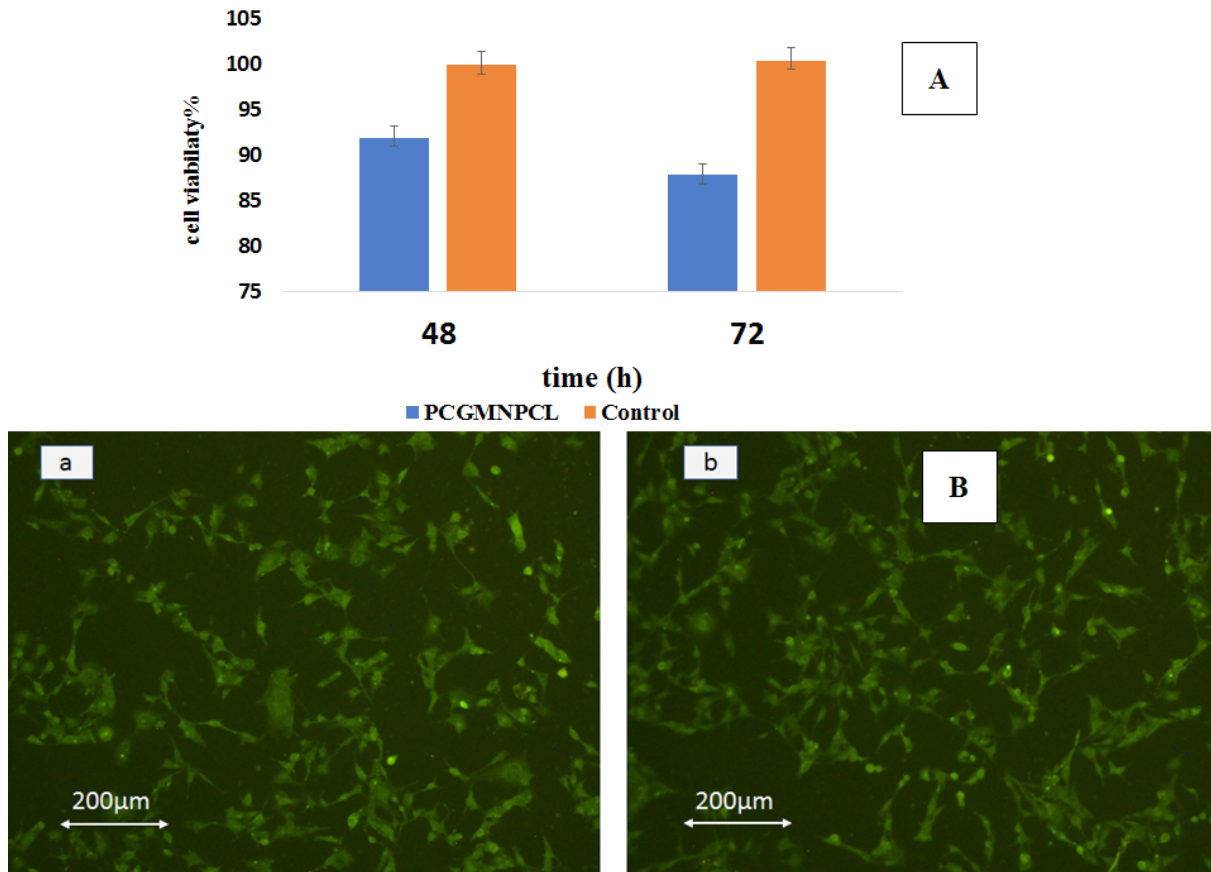 105
100
95
90
85
80
75
cell viabilaty%
A
48
72
time (h)
PCGMNPCL Control
a
b
B
200µm
200µm